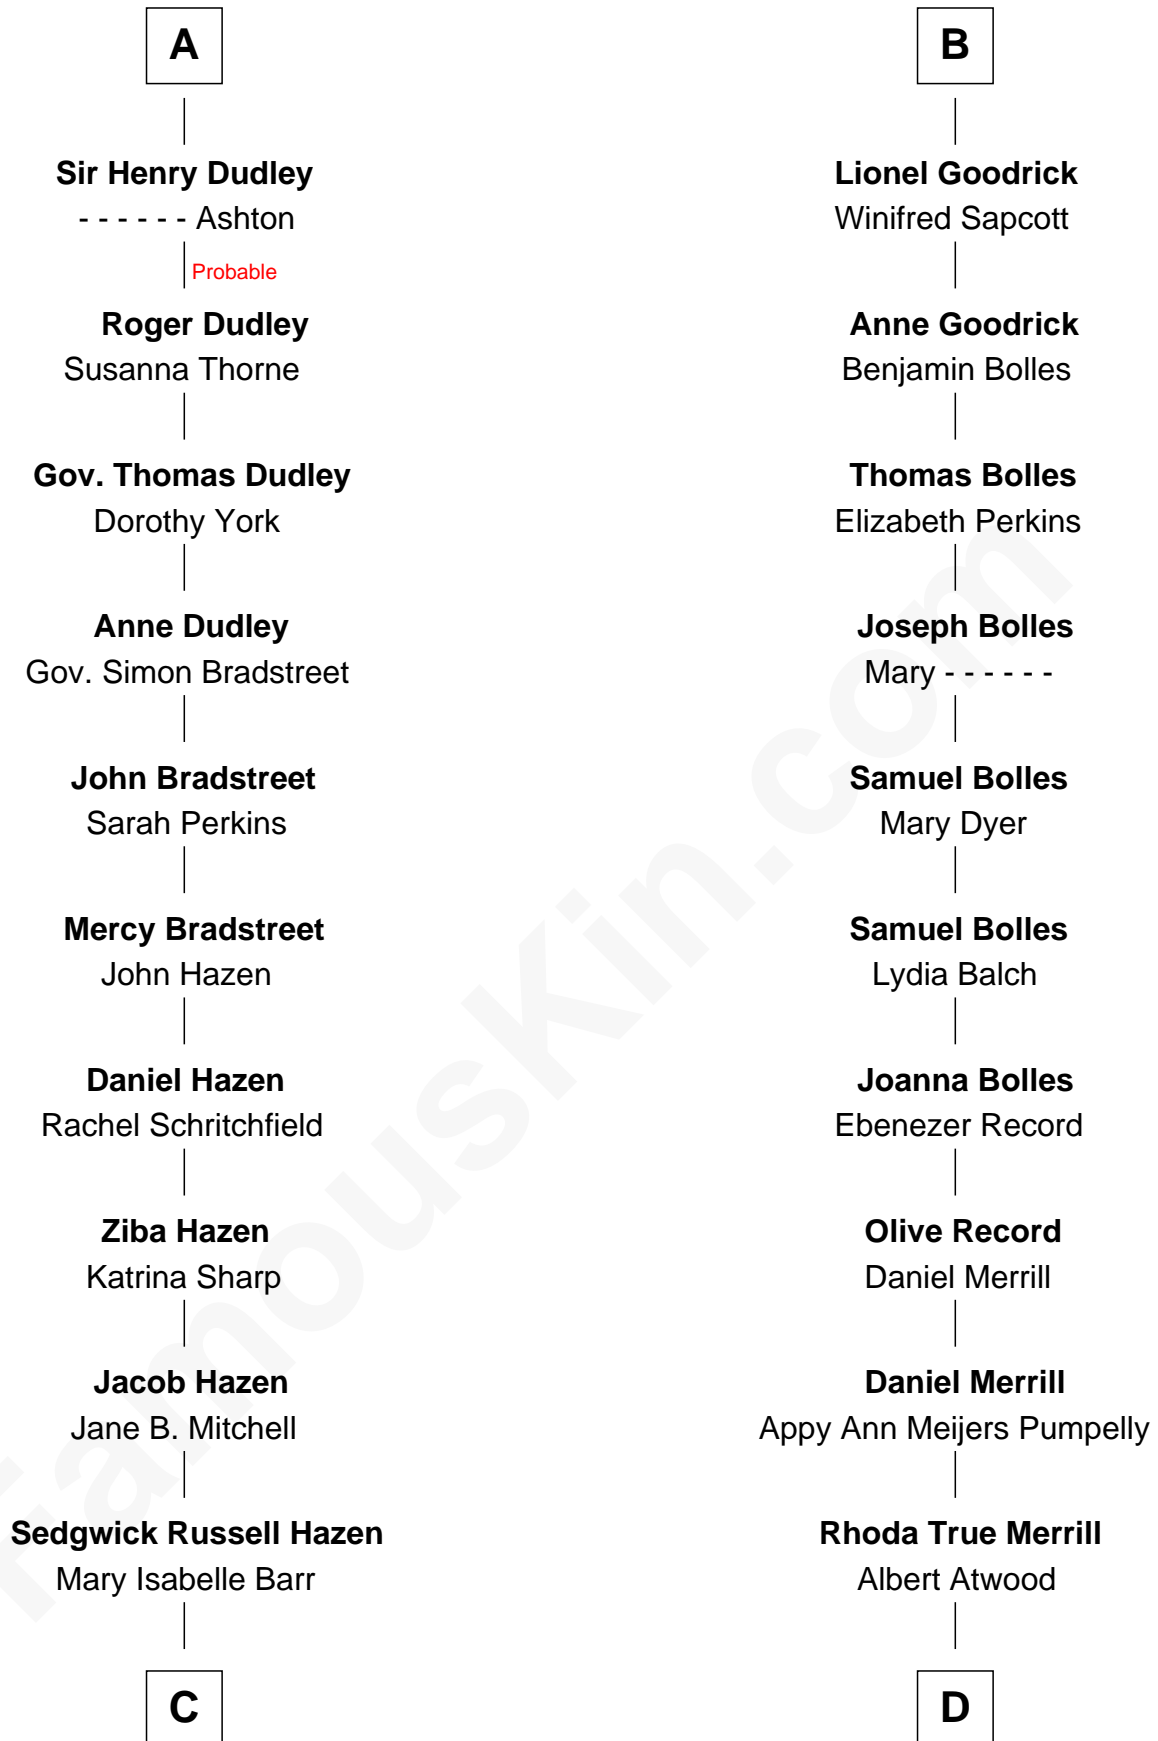 A
Sir Henry Dudley
- - - - - - Ashton
Probable
Roger Dudley
Susanna Thorne
Gov. Thomas Dudley
Dorothy York
Anne Dudley
Gov. Simon Bradstreet
John Bradstreet
Sarah Perkins
Mercy Bradstreet
John Hazen
Daniel Hazen
Rachel Schritchfield
Ziba Hazen
Katrina Sharp
Jacob Hazen
Jane B. Mitchell
Sedgwick Russell Hazen
Mary Isabelle Barr
C
B
Lionel Goodrick
Winifred Sapcott
Anne Goodrick
Benjamin Bolles
Thomas Bolles
Elizabeth Perkins
Joseph Bolles
Mary - - - - - -
Samuel Bolles
Mary Dyer
Samuel Bolles
Lydia Balch
Joanna Bolles
Ebenezer Record
Olive Record
Daniel Merrill
Daniel Merrill
Appy Ann Meijers Pumpelly
Rhoda True Merrill
Albert Atwood
D
FamousKin.com